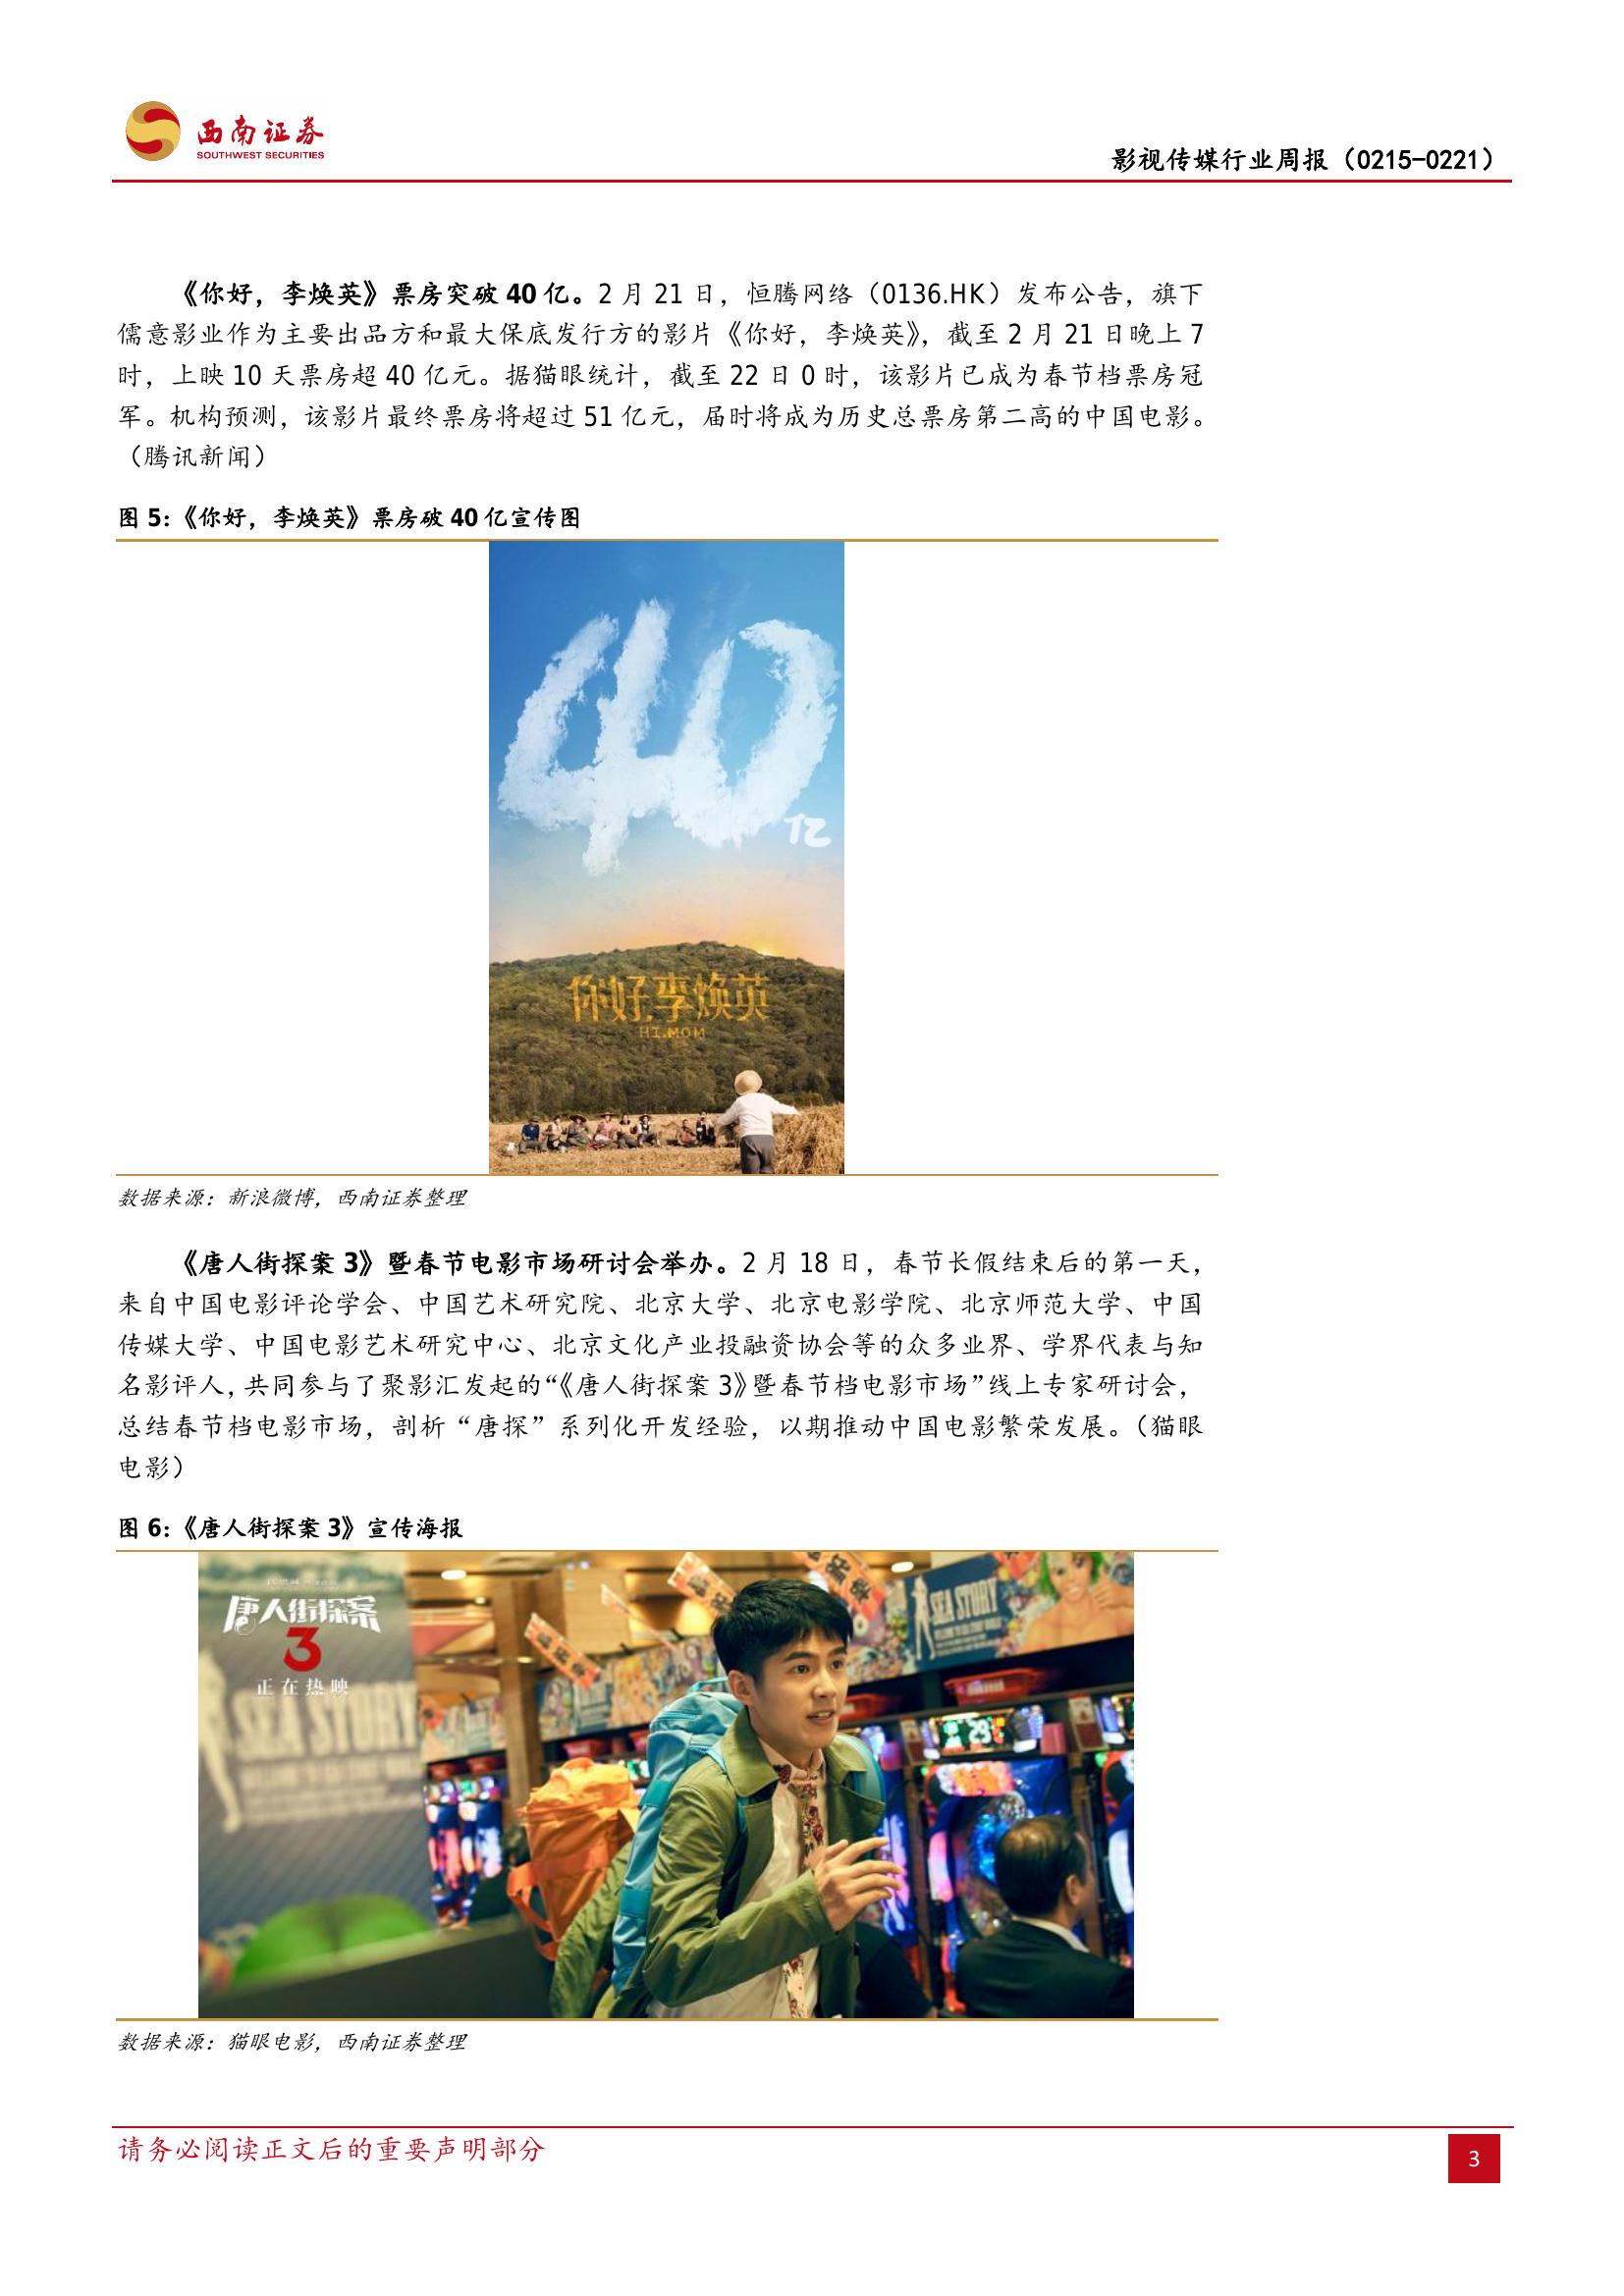 西南证券
SOUTHWEST SECURITIES
影视传媒行业周报（0215-0221）
《你好，李焕英》票房突破 40 亿。2 月 21 日，恒腾网络（0136.HK）发布公告，旗下
儒意影业作为主要出品方和最大保底发行方的影片《你好，李焕英》，截至 2 月 21 日晚上 7
时，上映 10 天票房超 40 亿元。据猫眼统计，截至 22 日 0 时，该影片已成为春节档票房冠
军。机构预测，该影片最终票房将超过 51 亿元，届时将成为历史总票房第二高的中国电影。
（腾讯新闻）
图 5：《你好，李焕英》票房破 40 亿宣传图
40
亿
你好，李焕英
HI,MOM
数据来源：新浪微博，西南证券整理
《唐人街探案 3》暨春节电影市场研讨会举办。2 月 18 日，春节长假结束后的第一天，
来自中国电影评论学会、中国艺术研究院、北京大学、北京电影学院、北京师范大学、中国
传媒大学、中国电影艺术研究中心、北京文化产业投融资协会等的众多业界、学界代表与知
名影评人，共同参与了聚影汇发起的“《唐人街探案 3》暨春节档电影市场”线上专家研讨会，
总结春节档电影市场，剖析“唐探”系列化开发经验，以期推动中国电影繁荣发展。（猫眼
电影）
图 6：《唐人街探案 3》宣传海报
唐人街探案
3
正在热映
SEA STORY
SEA STORY
29
数据来源：猫眼电影，西南证券整理
请务必阅读正文后的重要声明部分
3